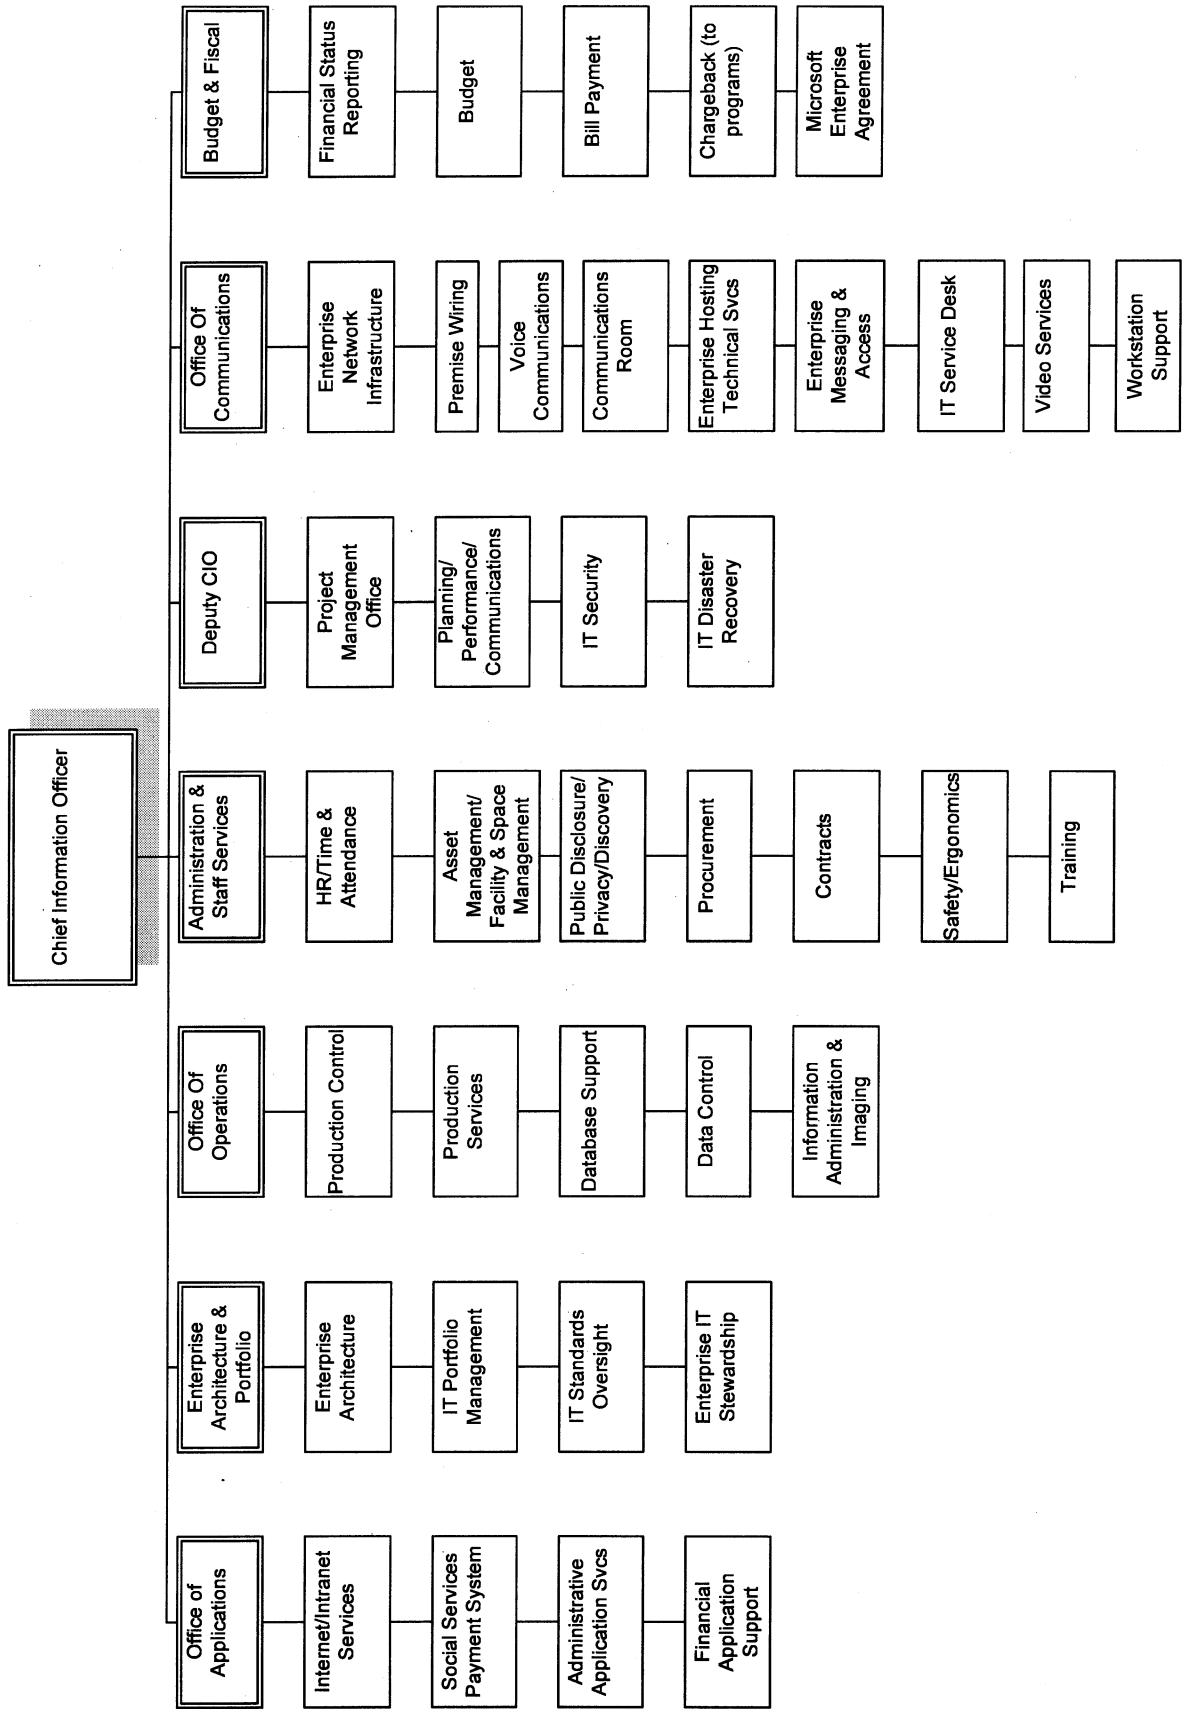 Chief Information Officer
Office of
Applications
Internet/Intranet
Services
Social Services
Payment System
Administrative
Application Svcs
Financial
Application
Support
Enterprise
Architecture &
Portfolio
Enterprise
Architecture
IT Portfolio
Management
IT Standards
Oversight
Enterprise IT
Stewardship
Office Of
Operations
Production Control
Production
Services
Database Support
Data Control
Information
Administration &
Imaging
Administration &
Staff Services
HR/Time &
Attendance
Asset
Management/
Facility & Space
Management
Public Disclosure/
Privacy/Discovery
Procurement
Contracts
Safety/Ergonomics
Training
Deputy CIO
Project
Management
Office
Planning/
Performance/
Communications
IT Security
IT Disaster
Recovery
Office Of
Communications
Enterprise
Network
Infrastructure
Premise Wiring
Voice
Communications
Communications
Room
Enterprise Hosting
Technical Svcs
Enterprise
Messaging &
Access
IT Service Desk
Video Services
Workstation
Support
Budget & Fiscal
Financial Status
Reporting
Budget
Bill Payment
Chargeback (to
programs)
Microsoft
Enterprise
Agreement